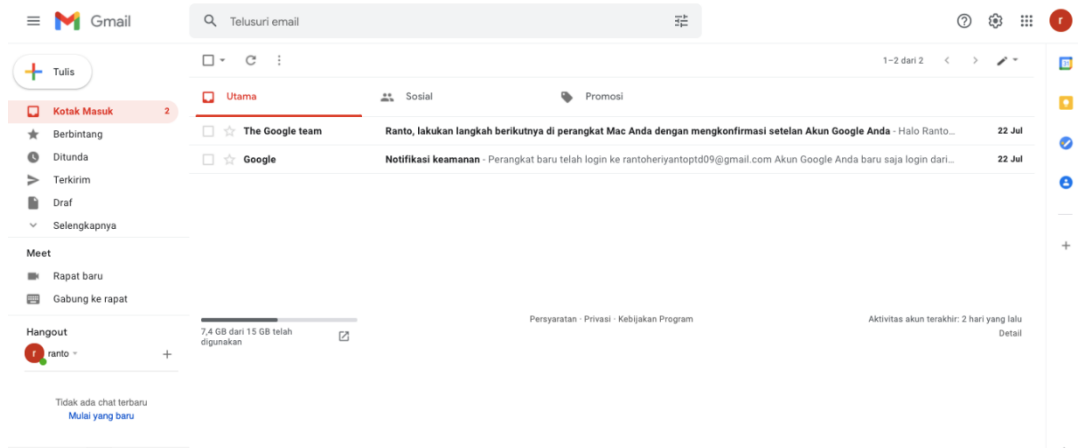 Gmail
Telusuri email
r
Tulis
1–2 dari 2
Utama
Sosial
Promosi
Kotak Masuk 2
Berbintang
Ditunda
Terkirim
Draf
Selengkapnya
The Google team Ranto, lakukan langkah berikutnya di perangkat Mac Anda dengan mengkonfirmasi setelan Akun Google Anda - Halo Ranto... 22 Jul
Google Notifikasi keamanan - Perangkat baru telah login ke rantoheriyantoptd09@gmail.com Akun Google Anda baru saja login dari... 22 Jul
Meet
Rapat baru
Gabung ke rapat
Hangout
r ranto
Tidak ada chat terbaru
Mulai yang baru
7,4 GB dari 15 GB telah
digunakan
Persyaratan · Privasi · Kebijakan Program
Aktivitas akun terakhir: 2 hari yang lalu
Detail